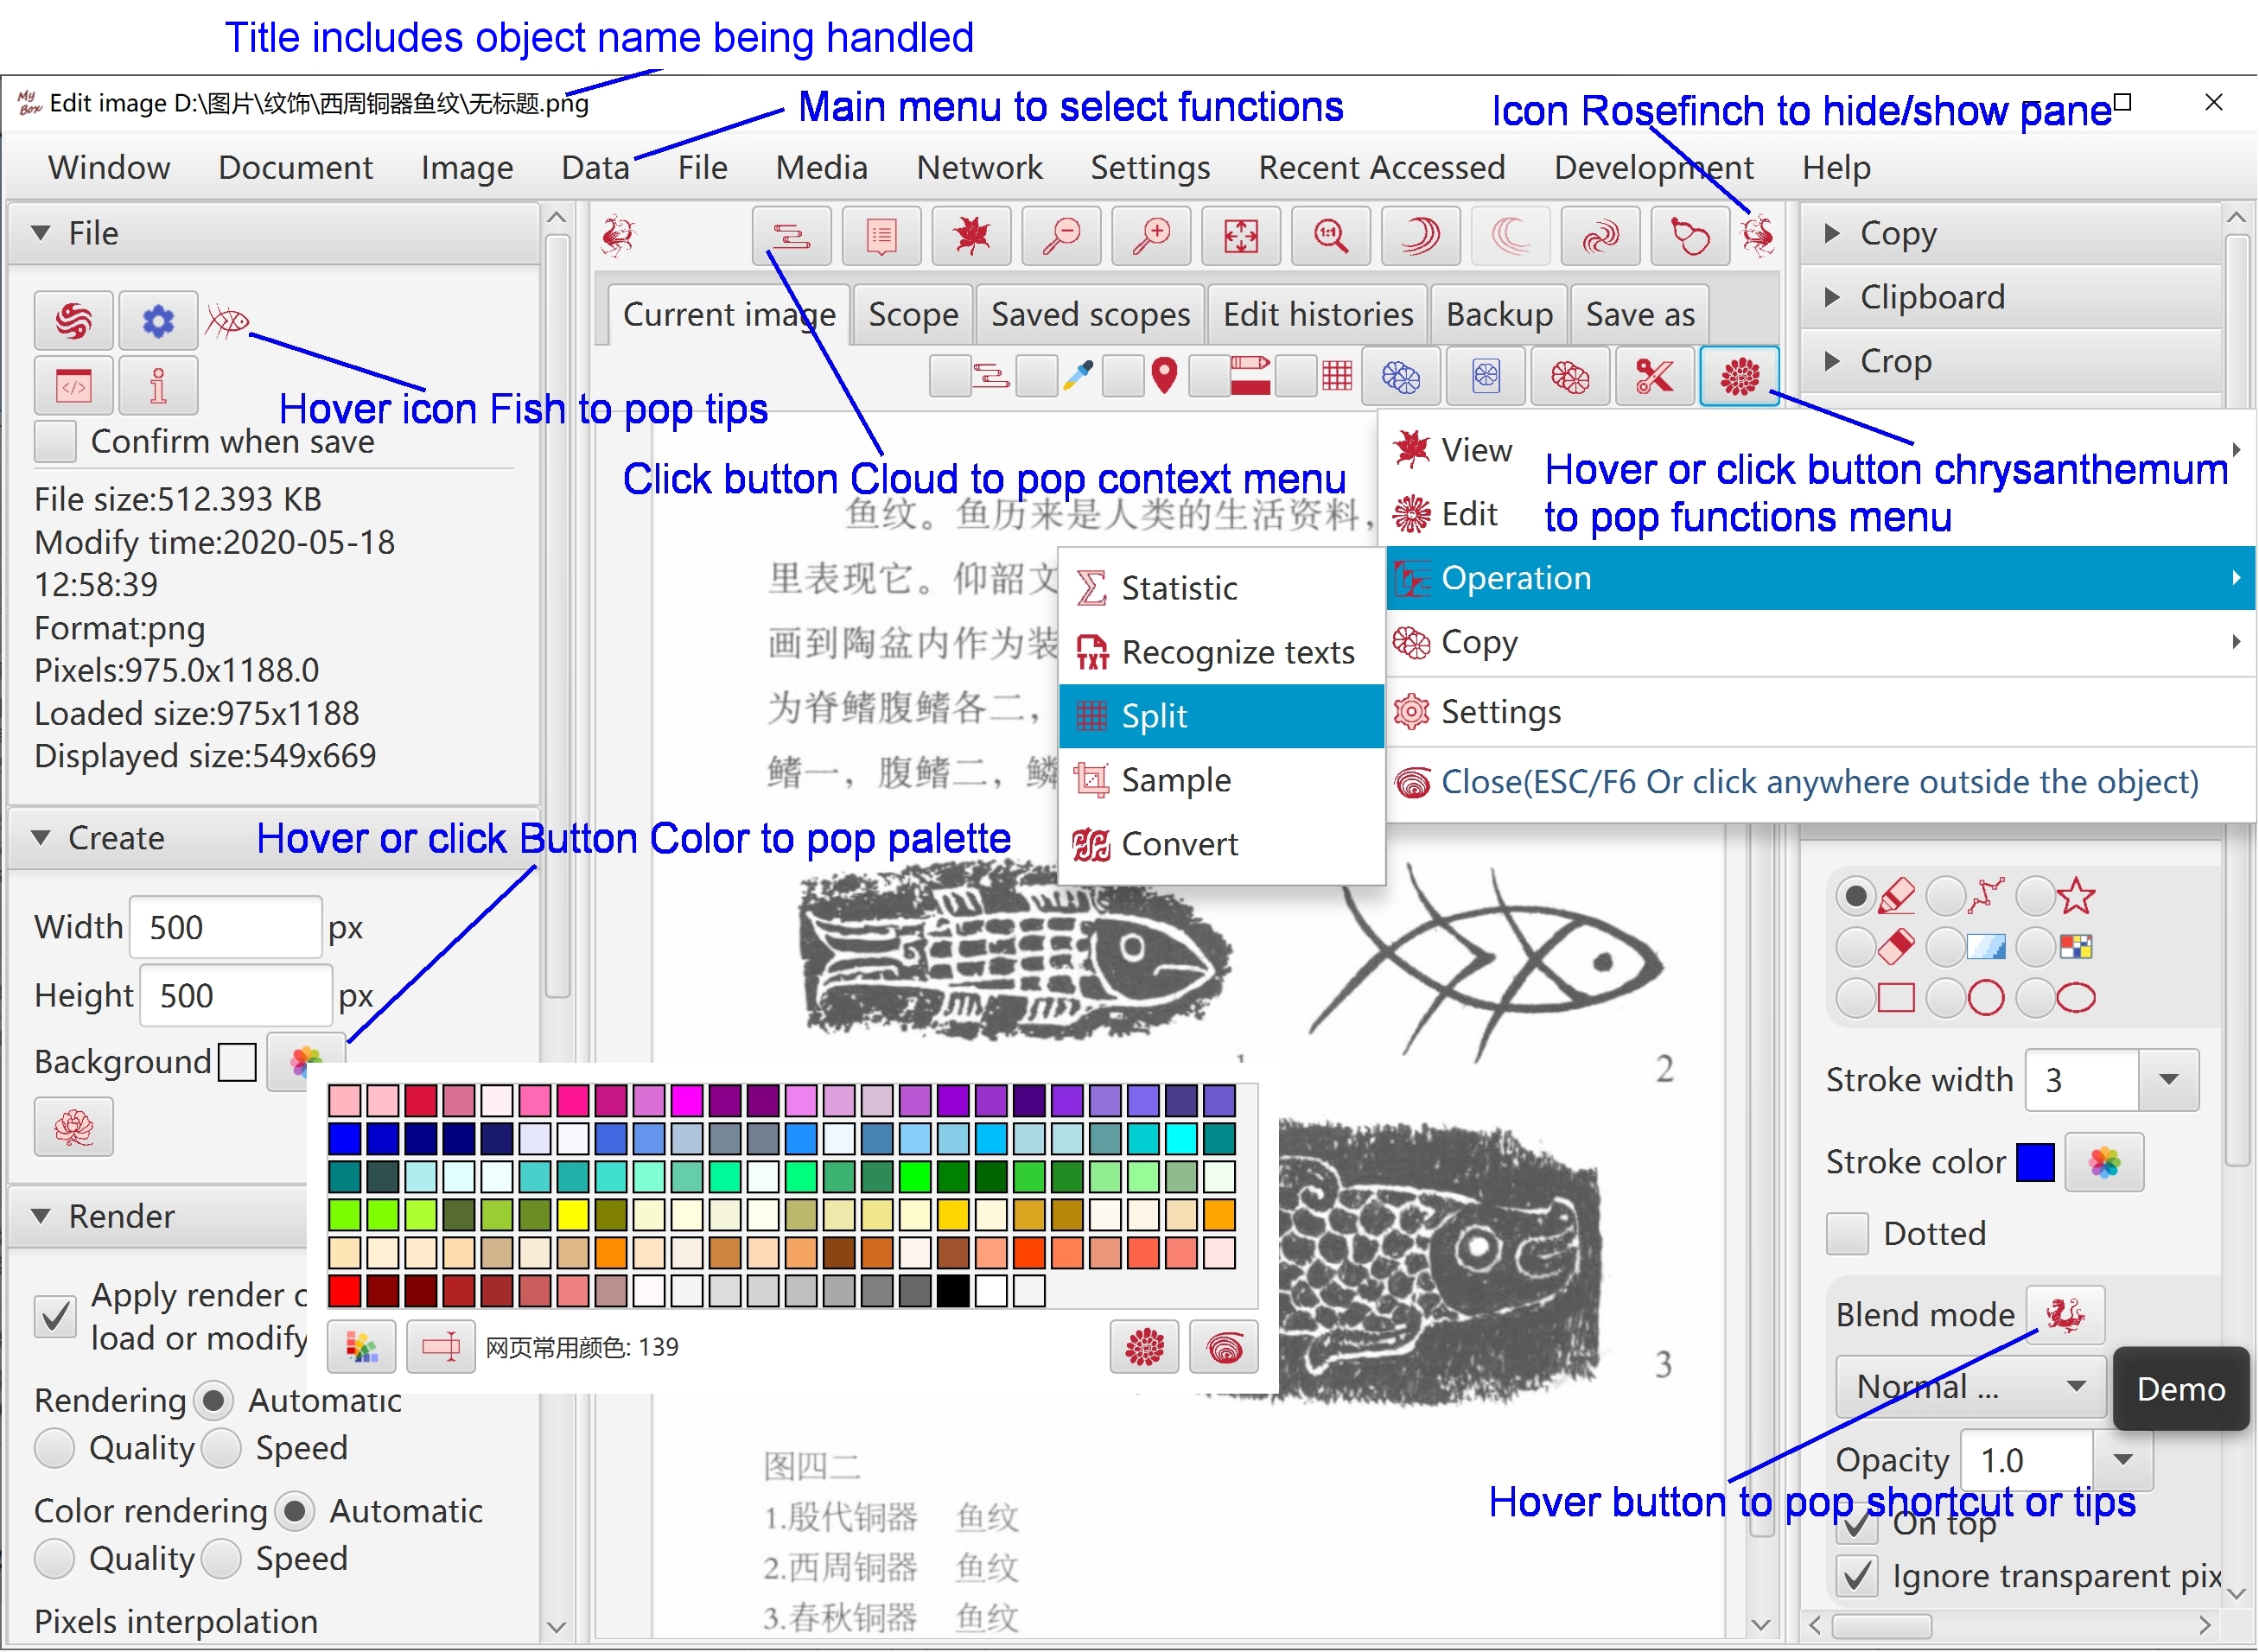 Title includes object name being handled
My Box
Edit image D:\图片\纹饰\西周铜器鱼纹\无标题.png
Main menu to select functions
Icon Rosefinch to hide/show pane
Window Document Image Data File Media Network Settings Recent Accessed Development Help
File
Copy
Clipboard
Crop
1:1
Current image Scope Saved scopes Edit histories Backup Save as
Hover icon Fish to pop tips
Confirm when save
File size:512.393 KB
Modify time:2020-05-18
12:58:39
Format:png
Pixels:975.0x1188.0
Loaded size:975x1188
Displayed size:549x669
Click button Cloud to pop context menu
Hover or click button chrysanthemum
to pop functions menu
View
Edit
Operation
Copy
Settings
Close(ESC/F6 Or click anywhere outside the object)
Statistic
TXT Recognize texts
Split
Sample
Convert
鱼纹。鱼历来是人类的生活资料，
里表现它。仰韶文
画到陶盆内作为装
为脊鳍腹鳍各二，
鳍一，腹鳍二，鳞
Create
Hover or click Button Color to pop palette
Width 500 px
Height 500 px
Background
1
2
3
网页常用颜色: 139
Render
Apply render
load or modify
Rendering Automatic
Quality Speed
Color rendering Automatic
Quality Speed
Pixels interpolation
图四二
1.殷代铜器 鱼纹
2.西周铜器 鱼纹
3.春秋铜器 鱼纹
Stroke width 3
Stroke color
Dotted
Blend mode
Normal ...
Demo
Opacity 1.0
Hover button to pop shortcut or tips
On top
Ignore transparent pix